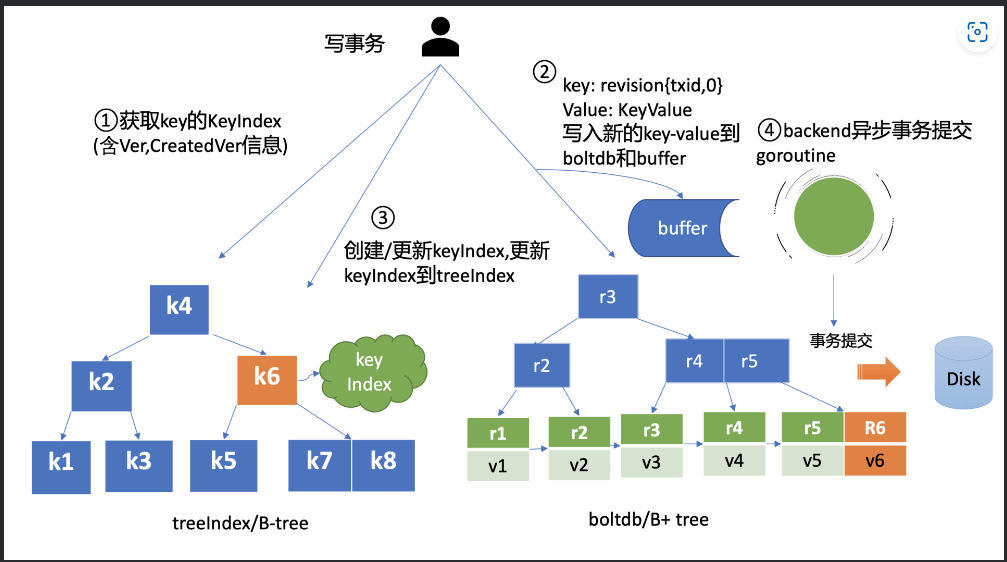 写事务
①获取key的KeyIndex
(含Ver,CreatedVer信息)
②
key: revision{txid,0}
Value: KeyValue
写入新的key-value到
boltdb和buffer
④backend异步事务提交
goroutine
③
创建/更新keyIndex,更新
keyIndex到treeIndex
buffer
事务提交
Disk
k4
k2
k6
key
Index
k1
k3
k5
k7
k8
treeIndex/B-tree
r3
r2
r4
r5
r1
r2
r3
r4
r5
R6
v1
v2
v3
v4
v5
v6
boltdb/B+ tree